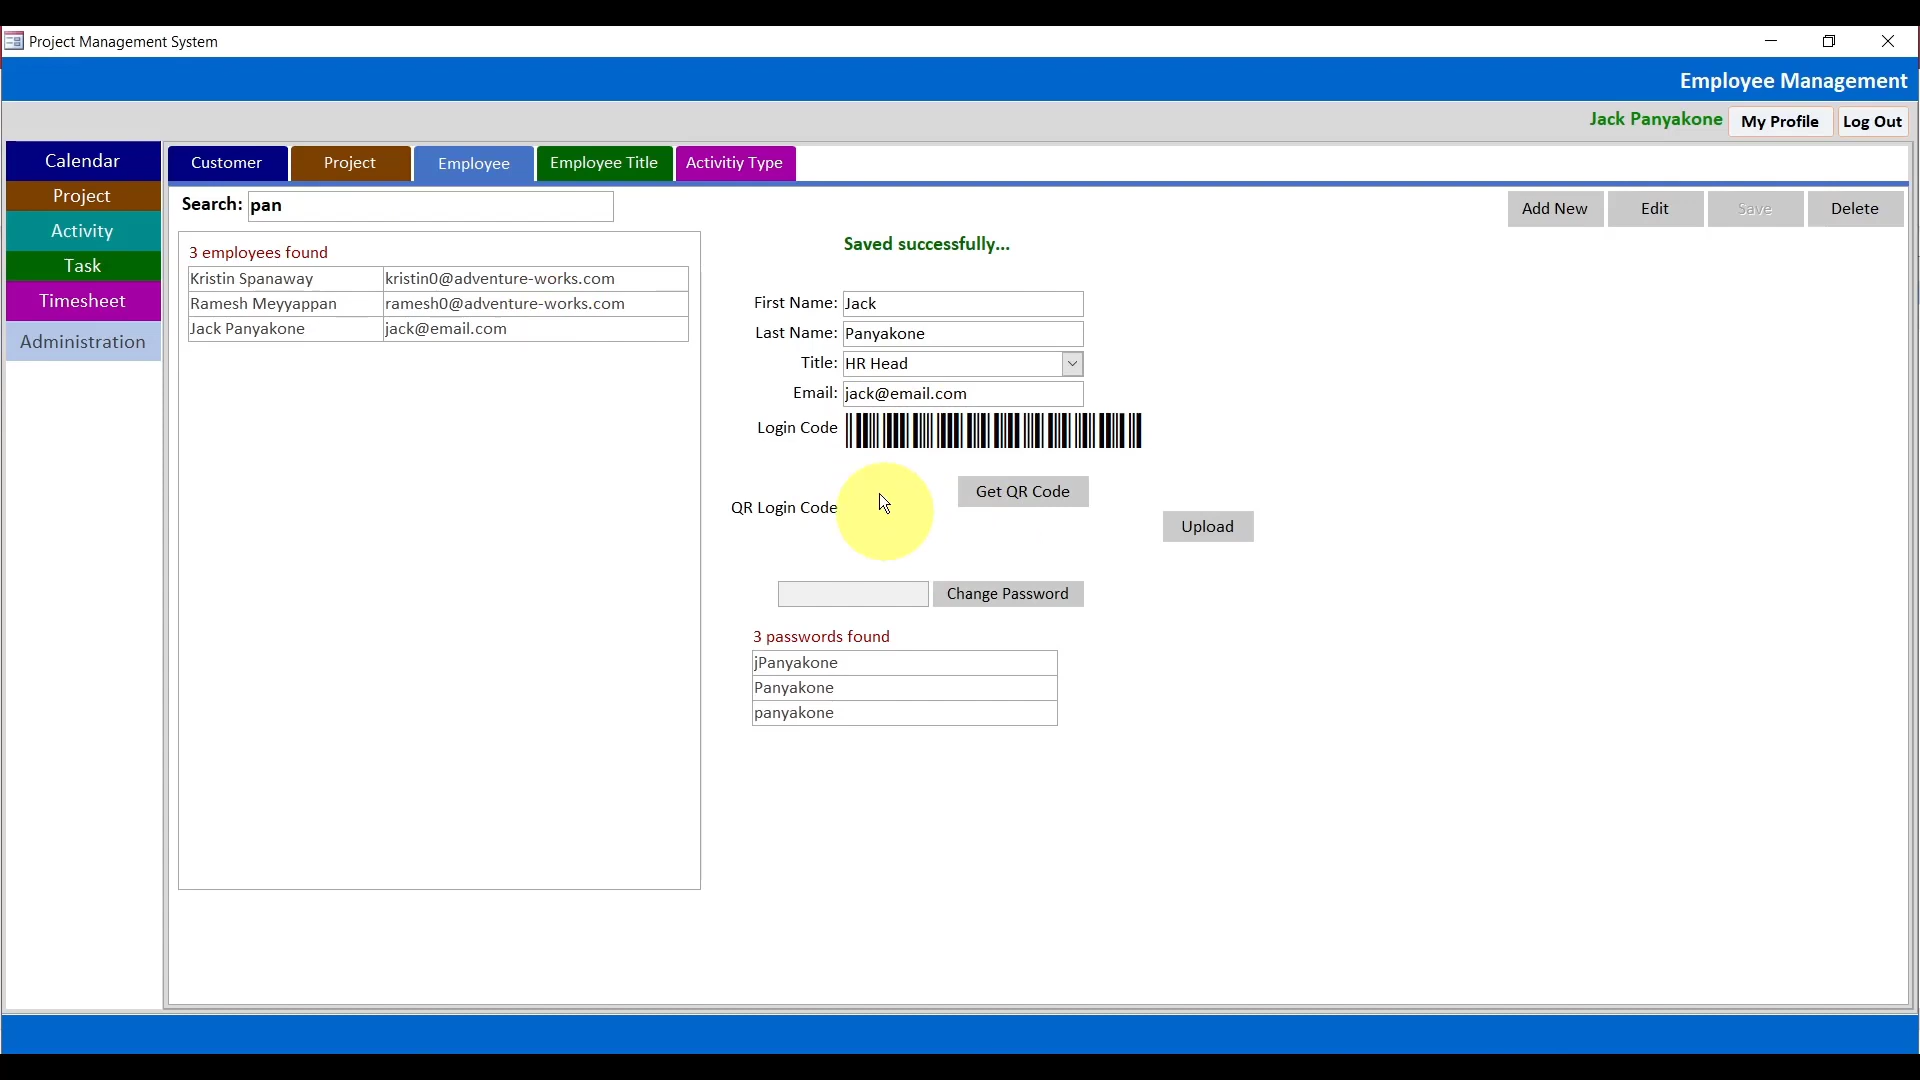 Project Management System
Employee Management
Jack Panyakone My Profile Log Out
Calendar
Project
Activity
Task
Timesheet
Administration
Customer Project Employee Employee Title Activitiy Type
Search: pan
Add New Edit Save Delete
3 employees found
Kristin Spanaway kristin0@adventure-works.com
Ramesh Meyyappan ramesh0@adventure-works.com
Jack Panyakone jack@email.com
Saved successfully...
First Name: Jack
Last Name: Panyakone
Title: HR Head
Email: jack@email.com
Login Code
QR Login Code
Get QR Code
Upload
Change Password
3 passwords found
jPanyakone
Panyakone
panyakone